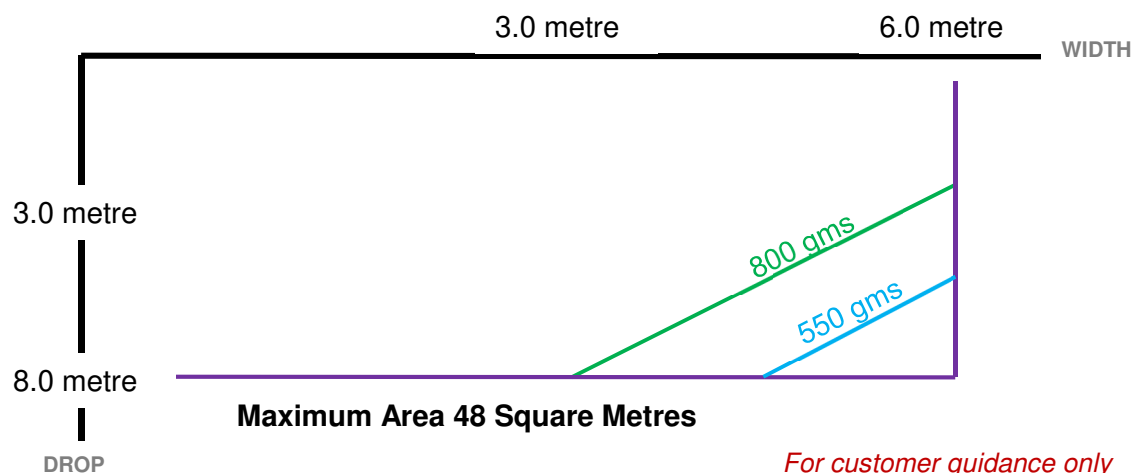 3.0 metre
6.0 metre
WIDTH
3.0 metre
800 gms
550 gms
8.0 metre
Maximum Area 48 Square Metres
DROP
For customer guidance only